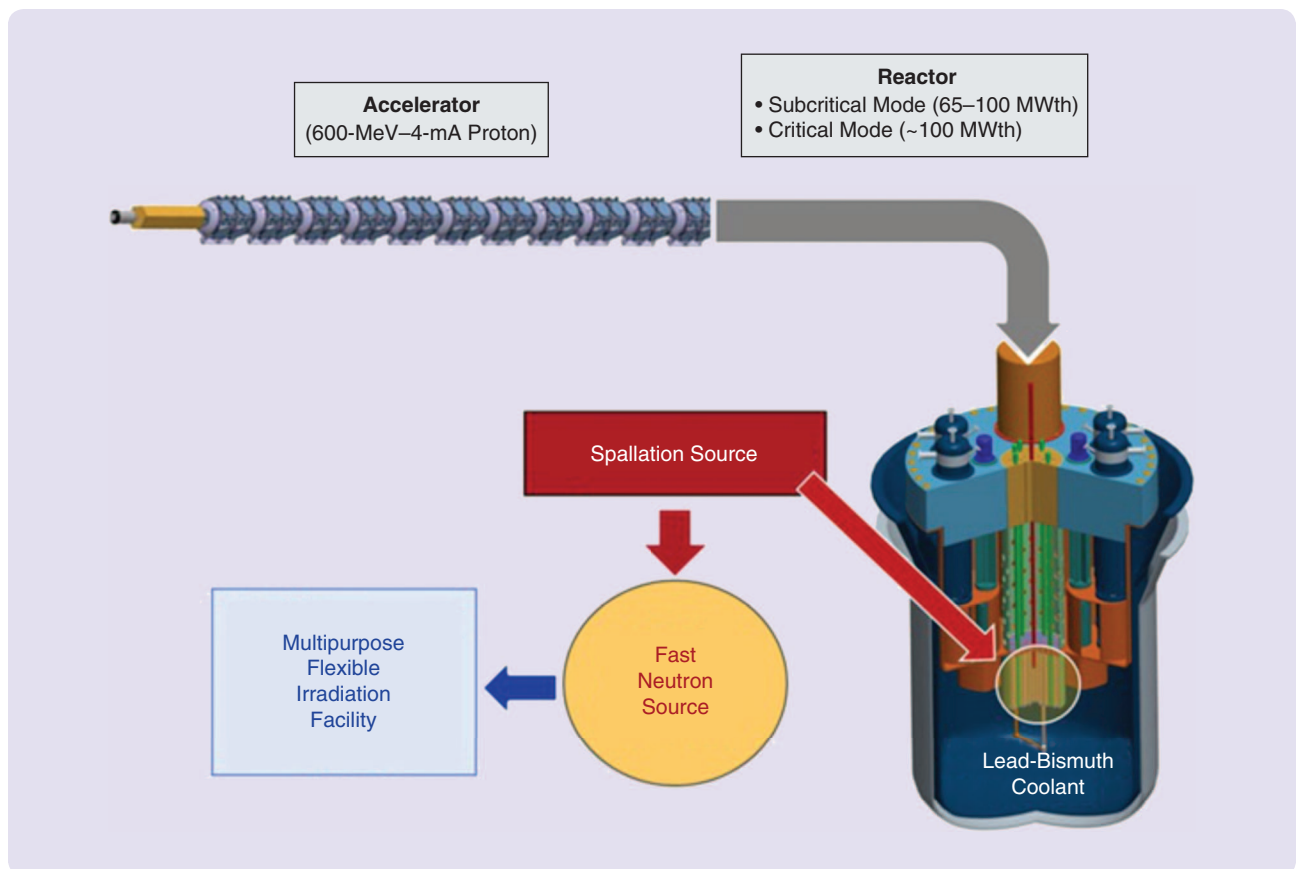 Accelerator
(600-MeV–4-mA Proton)
Reactor
• Subcritical Mode (65–100 MWth)
• Critical Mode (~100 MWth)
Spallation Source
Multipurpose
Flexible
Irradiation
Facility
Fast
Neutron
Source
Lead-Bismuth
Coolant